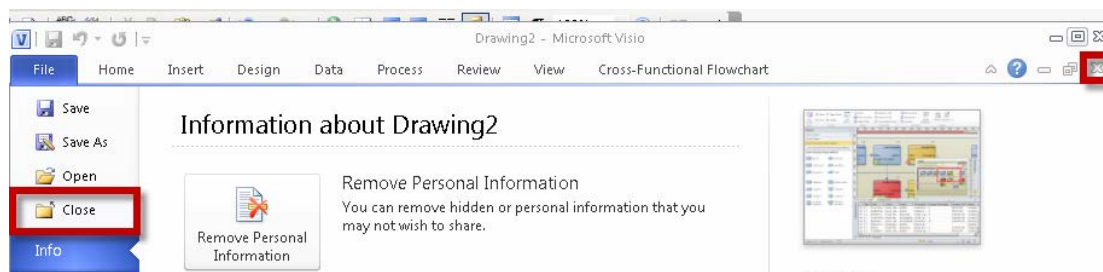 Drawing2 - Microsoft Visio
File Home Insert Design Data Process Review View Cross-Functional Flowchart
Save
Save As
Open
Close
Info
Information about Drawing2
Remove Personal Information
Remove Personal Information
You can remove hidden or personal information that you
may not wish to share.